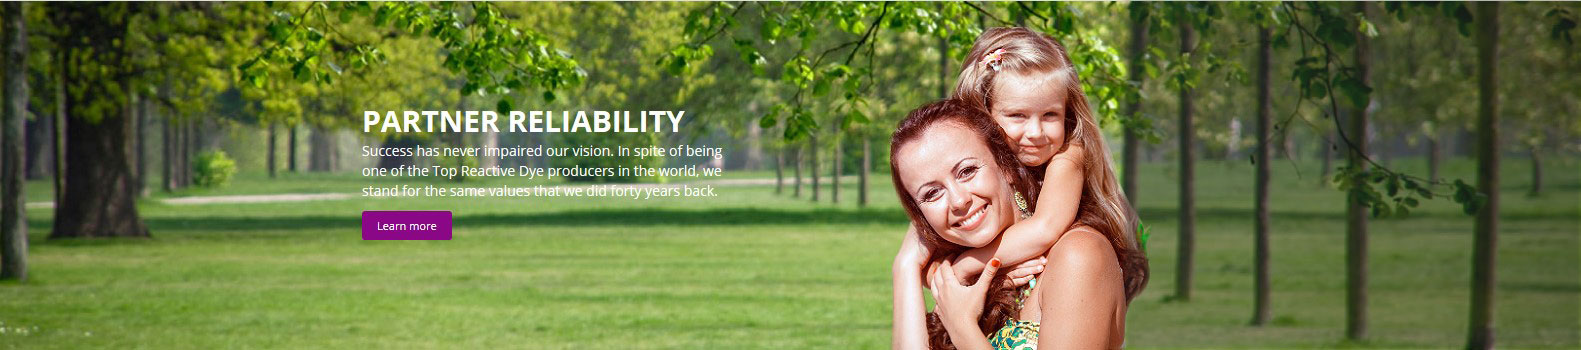 PARTNER RELIABILITY
Success has never impaired our vision. In spite of being
one of the Top Reactive Dye producers in the world, we
stand for the same values that we did forty years back.
Learn more